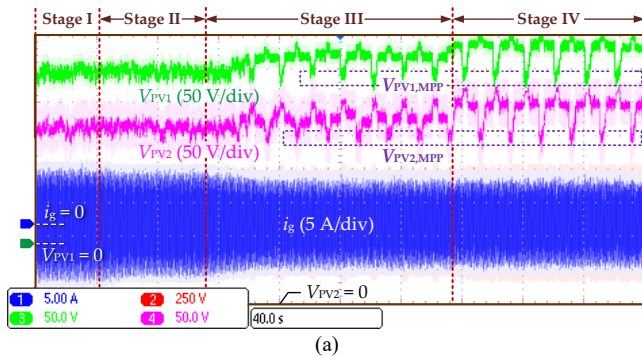 Stage I Stage II Stage III Stage IV
VPV1 (50 V/div)
VPV1,MPP
VPV2 (50 V/div)
VPV2,MPP
ig = 0
ig (5 A/div)
VPV1 = 0
VPV2 = 0
1 5.00 A 2 250 V
3 50.0 V 4 50.0 V
40.0 s
(a)